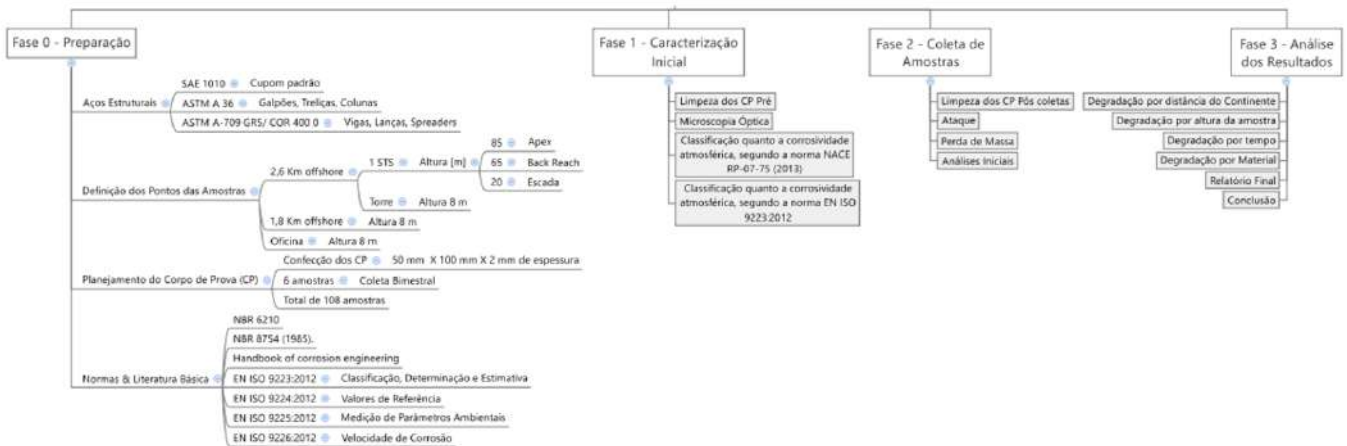 Fase 0 - Preparação
Aços Estruturais
SAE 1010
Cupom padrão
ASTM A 36
Galpões, Treliças, Colunas
ASTM A-709 GRS/ COR 400 0
Vigas, Lanças, Spreaders
Definição dos Pontos das Amostras
2,6 Km offshore
1 STS
Altura [m]
85
Apex
65
Back Reach
20
Escada
Torre
Altura 8 m
1,8 Km offshore
Altura 8 m
Oficina
Altura 8 m
Planejamento do Corpo de Prova (CP)
Confecção dos CP
50 mm X 100 mm X 2 mm de espessura
6 amostras
Coleta Bimestral
Total de 108 amostras
Normas & Literatura Básica
NBR 6210
NBR 8754 (1985).
Handbook of corrosion engineering
EN ISO 9223:2012
Classificação, Determinação e Estimativa
EN ISO 9224:2012
Valores de Referência
EN ISO 9225:2012
Medição de Parâmetros Ambientais
EN ISO 9226:2012
Velocidade de Corrosão
Fase 1 - Caracterização
Inicial
Limpeza dos CP Pré
Microscopia Óptica
Classificação quanto a corrosividade
atmosférica, segundo a norma NACE
RP-07-75 (2013)
Classificação quanto a corrosividade
atmosférica, segundo a norma EN ISO
9223:2012
Fase 2 - Coleta de
Amostras
Limpeza dos CP Pós coletas
Ataque
Perda de Massa
Análises Iniciais
Fase 3 - Análise
dos Resultados
Degradação por distância do Continente
Degradação por altura da amostra
Degradação por tempo
Degradação por Material
Relatório Final
Conclusão